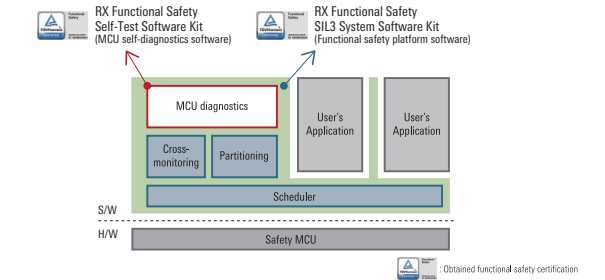 RX Functional Safety
Self-Test Software Kit
(MCU self-diagnostics software)
RX Functional Safety
SIL3 System Software Kit
(Functional safety platform software)
MCU diagnostics
User's
Application
User's
Application
Cross-
monitoring
Partitioning
Scheduler
S/W
H/W
Safety MCU
: Obtained functional safety certification